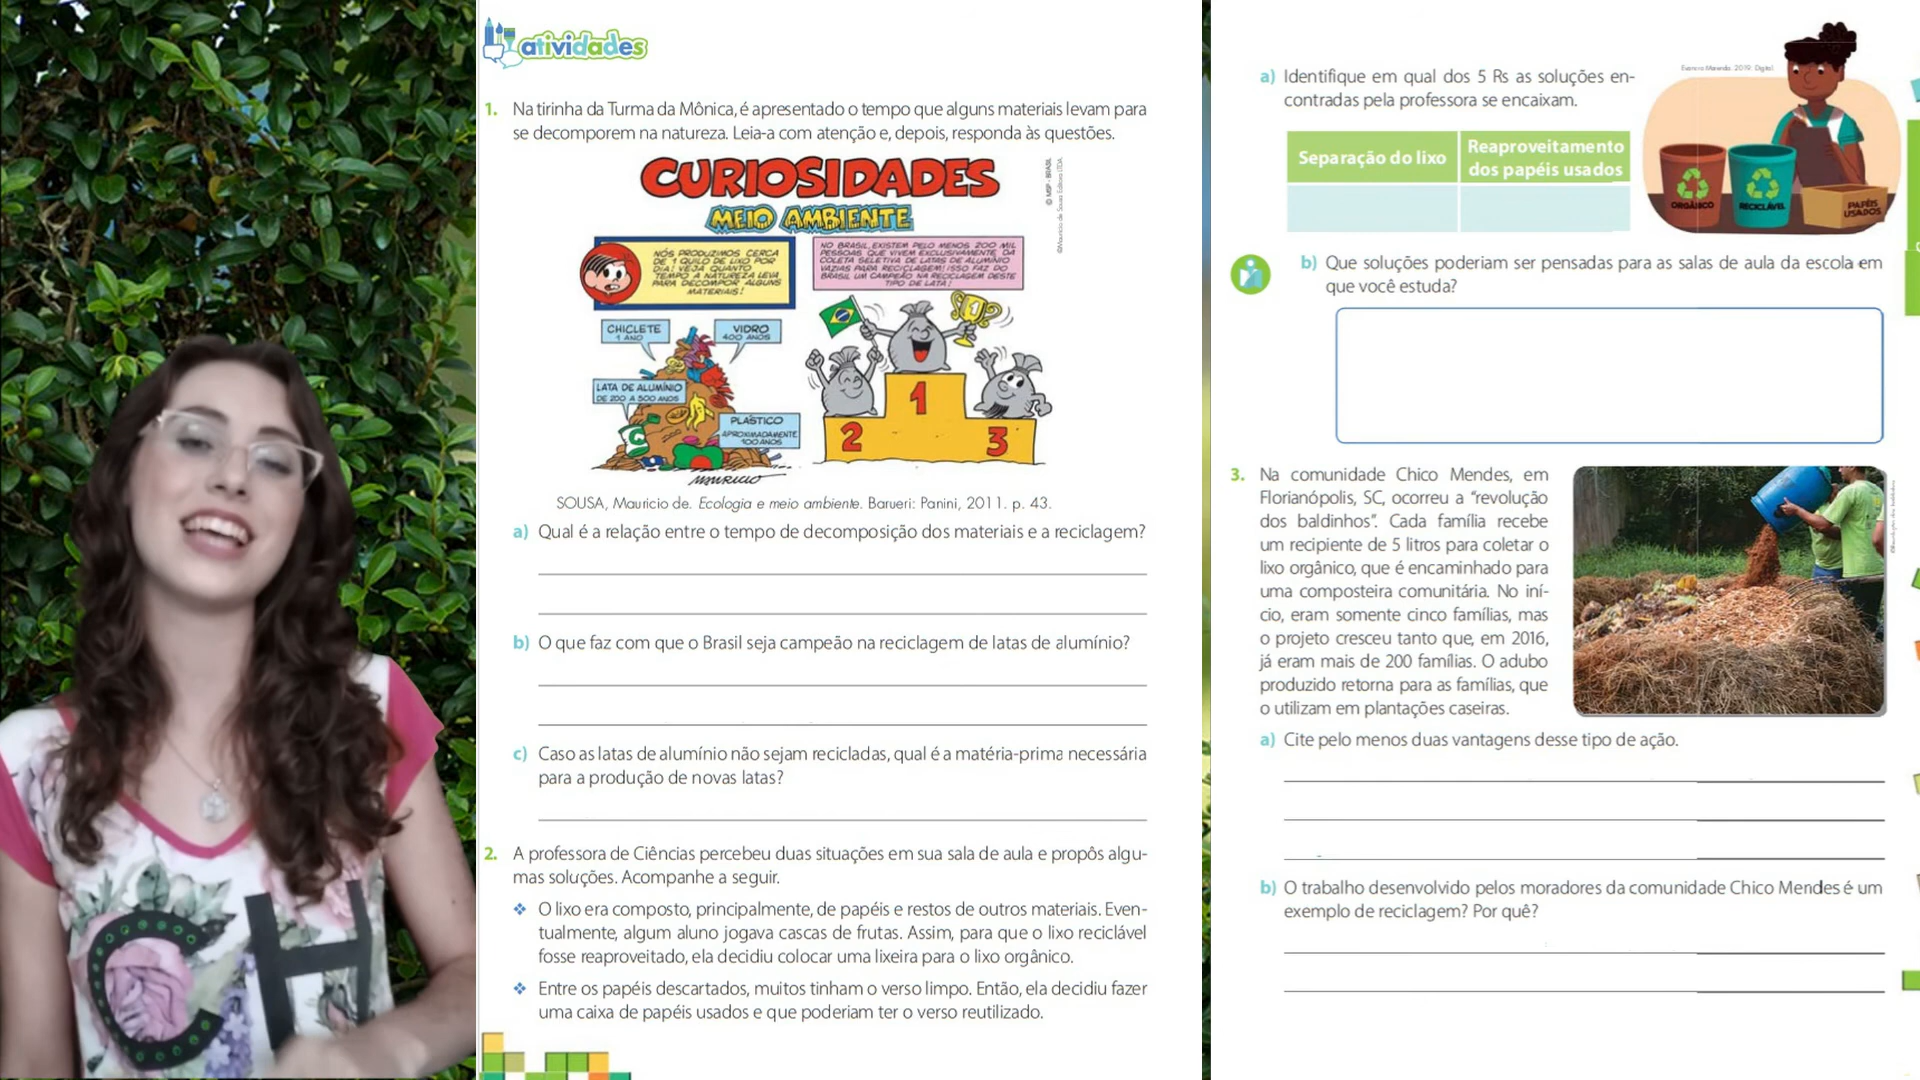 atividades
1. Na tirinha da Turma da Mônica, é apresentado o tempo que alguns materiais levam para
se decomporem na natureza. Leia-a com atenção e, depois, responda às questões.
CURIOSIDADES
MEIO AMBIENTE
© MSP - BRASIL
©Mauricio de Sousa Editora LTDA.
NÓS PRODUZIMOS CERCA
DE 1 QUILO DE LIXO POR
DIA! VEJA QUANTO
TEMPO A NATUREZA LEVA
PARA DECOMPOR ALGUNS
MATERIAIS!
NO BRASIL, EXISTEM PELO MENOS 200 MIL
PESSOAS QUE VIVEM EXCLUSIVAMENTE DA
COLETA SELETIVA DE LATAS DE ALUMÍNIO
VAZIAS PARA RECICLAGEM! ISSO FAZ DO
BRASIL UM CAMPEÃO NA RECICLAGEM DESTE
TIPO DE LATA!
CHICLETE
1 ANO
VIDRO
400 ANOS
LATA DE ALUMÍNIO
DE 200 A 500 ANOS
PLÁSTICO
APROXIMADAMENTE
100 ANOS
1
1
2
3
MAURICIO
SOUSA, Mauricio de. Ecologia e meio ambiente. Barueri: Panini, 2011. p. 43.
a) Qual é a relação entre o tempo de decomposição dos materiais e a reciclagem?
b) O que faz com que o Brasil seja campeão na reciclagem de latas de alumínio?
c) Caso as latas de alumínio não sejam recicladas, qual é a matéria-prima necessária
para a produção de novas latas?
2. A professora de Ciências percebeu duas situações em sua sala de aula e propôs algu-
mas soluções. Acompanhe a seguir.
❖ O lixo era composto, principalmente, de papéis e restos de outros materiais. Even-
tualmente, algum aluno jogava cascas de frutas. Assim, para que o lixo reciclável
fosse reaproveitado, ela decidiu colocar uma lixeira para o lixo orgânico.
❖ Entre os papéis descartados, muitos tinham o verso limpo. Então, ela decidiu fazer
uma caixa de papéis usados e que poderiam ter o verso reutilizado.
CH
a) Identifique em qual dos 5 Rs as soluções en-
contradas pela professora se encaixam.
2019. Digital.
Separação do lixo
Reaproveitamento
dos papéis usados
ORGÂNICO
RECICLÁVEL
PAPÉIS
USADOS
b) Que soluções poderiam ser pensadas para as salas de aula da escola em
que você estuda?
3. Na comunidade Chico Mendes, em
Florianópolis, SC, ocorreu a "revolução
dos baldinhos". Cada família recebe
um recipiente de 5 litros para coletar o
lixo orgânico, que é encaminhado para
uma composteira comunitária. No iní-
cio, eram somente cinco famílias, mas
o projeto cresceu tanto que, em 2016,
já eram mais de 200 famílias. O adubo
produzido retorna para as famílias, que
o utilizam em plantações caseiras.
a) Cite pelo menos duas vantagens desse tipo de ação.
b) O trabalho desenvolvido pelos moradores da comunidade Chico Mendes é um
exemplo de reciclagem? Por quê?